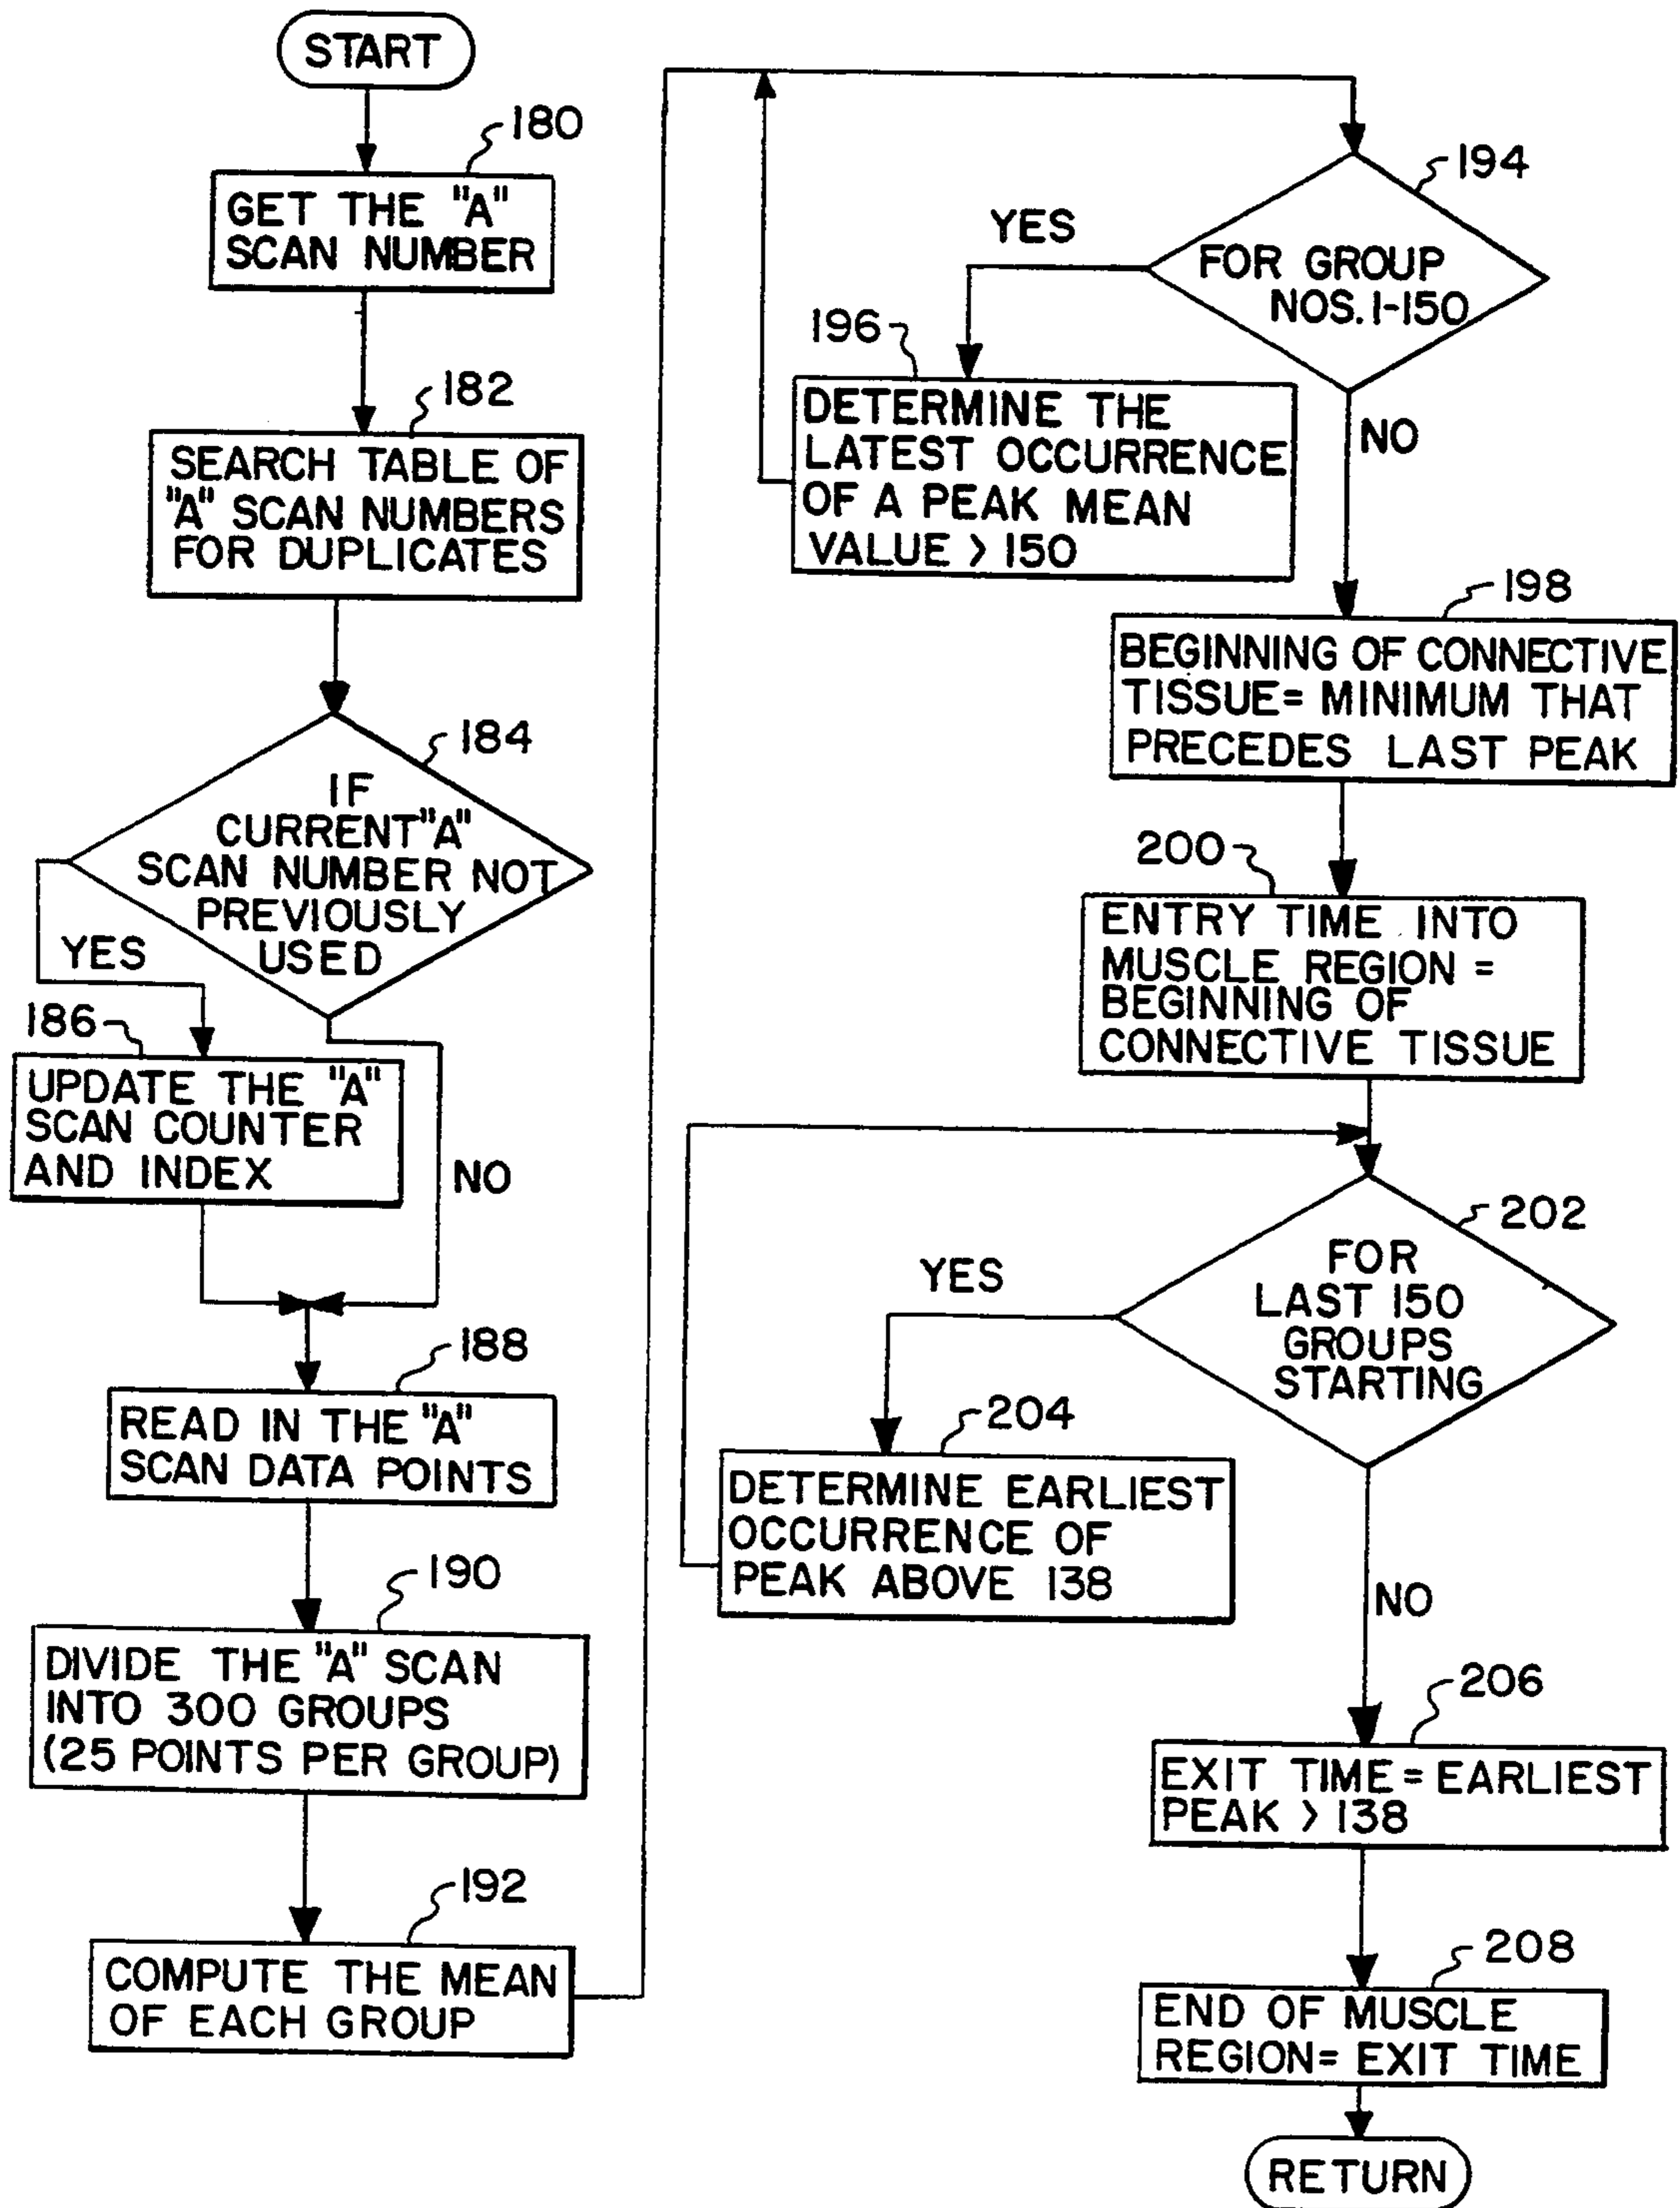 START
180
GET THE "A"
SCAN NUMBER
182
SEARCH TABLE OF
"A" SCAN NUMBERS
FOR DUPLICATES
184
IF
CURRENT "A"
SCAN NUMBER NOT
PREVIOUSLY
USED
YES
186
UPDATE THE "A"
SCAN COUNTER
AND INDEX
NO
188
READ IN THE "A"
SCAN DATA POINTS
190
DIVIDE THE "A" SCAN
INTO 300 GROUPS
(25 POINTS PER GROUP)
192
COMPUTE THE MEAN
OF EACH GROUP
194
FOR GROUP
NOS. 1-150
YES
196
DETERMINE THE
LATEST OCCURRENCE
OF A PEAK MEAN
VALUE > 150
NO
198
BEGINNING OF CONNECTIVE
TISSUE= MINIMUM THAT
PRECEDES LAST PEAK
200
ENTRY TIME INTO
MUSCLE REGION =
BEGINNING OF
CONNECTIVE TISSUE
202
FOR
LAST 150
GROUPS
STARTING
YES
204
DETERMINE EARLIEST
OCCURRENCE OF
PEAK ABOVE 138
NO
206
EXIT TIME = EARLIEST
PEAK > 138
208
END OF MUSCLE
REGION= EXIT TIME
RETURN